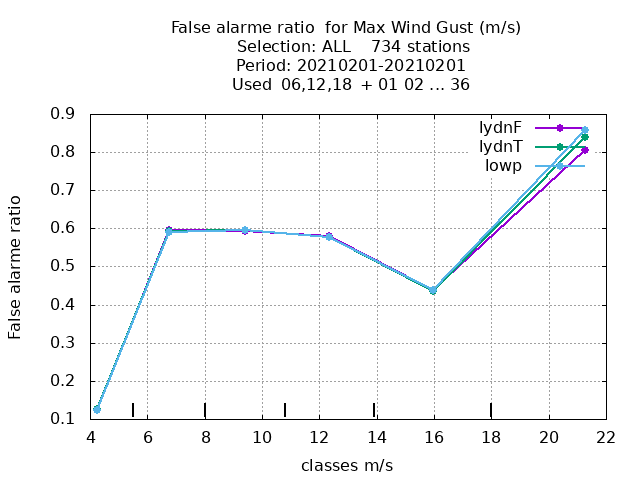 False alarme ratio for Max Wind Gust (m/s)
Selection: ALL 734 stations
Period: 20210201-20210201
Used 06,12,18 + 01 02 ... 36
lydnF
lydnT
lowp
False alarme ratio
0.9
0.8
0.7
0.6
0.5
0.4
0.3
0.2
0.1
4 6 8 10 12 14 16 18 20 22
classes m/s